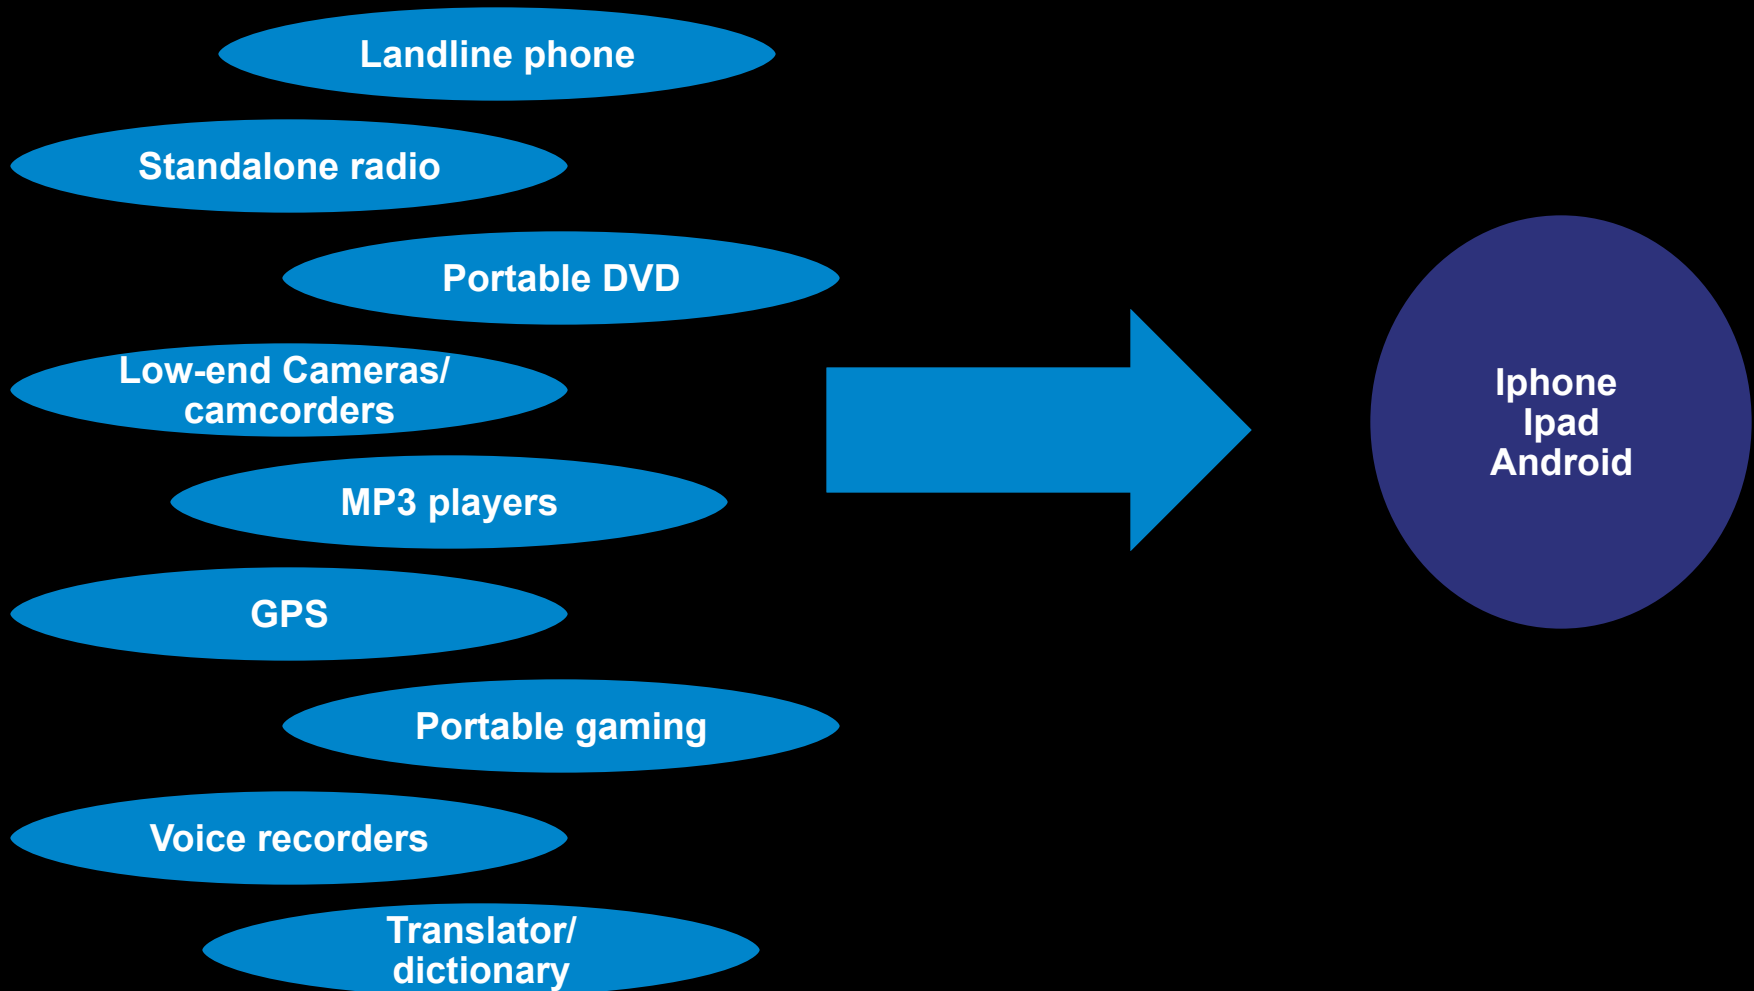 Landline phone
Standalone radio
Portable DVD
Low-end Cameras/
camcorders
MP3 players
GPS
Portable gaming
Voice recorders
Translator/
dictionary
Iphone
Ipad
Android